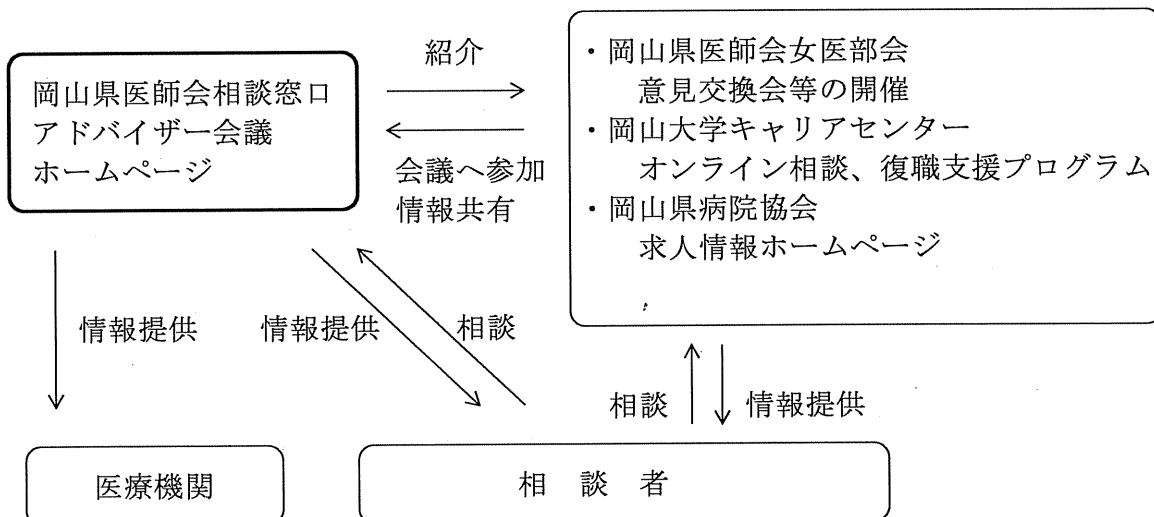 岡山県医師会相談窓口
アドバイザー会議
ホームページ
紹介
会議へ参加
情報共有
・岡山県医師会女医部会
意見交換会等の開催
・岡山大学キャリアセンター
オンライン相談、復職支援プログラム
・岡山県病院協会
求人情報ホームページ
情報提供
情報提供
相談
相談
情報提供
医療機関
相談者